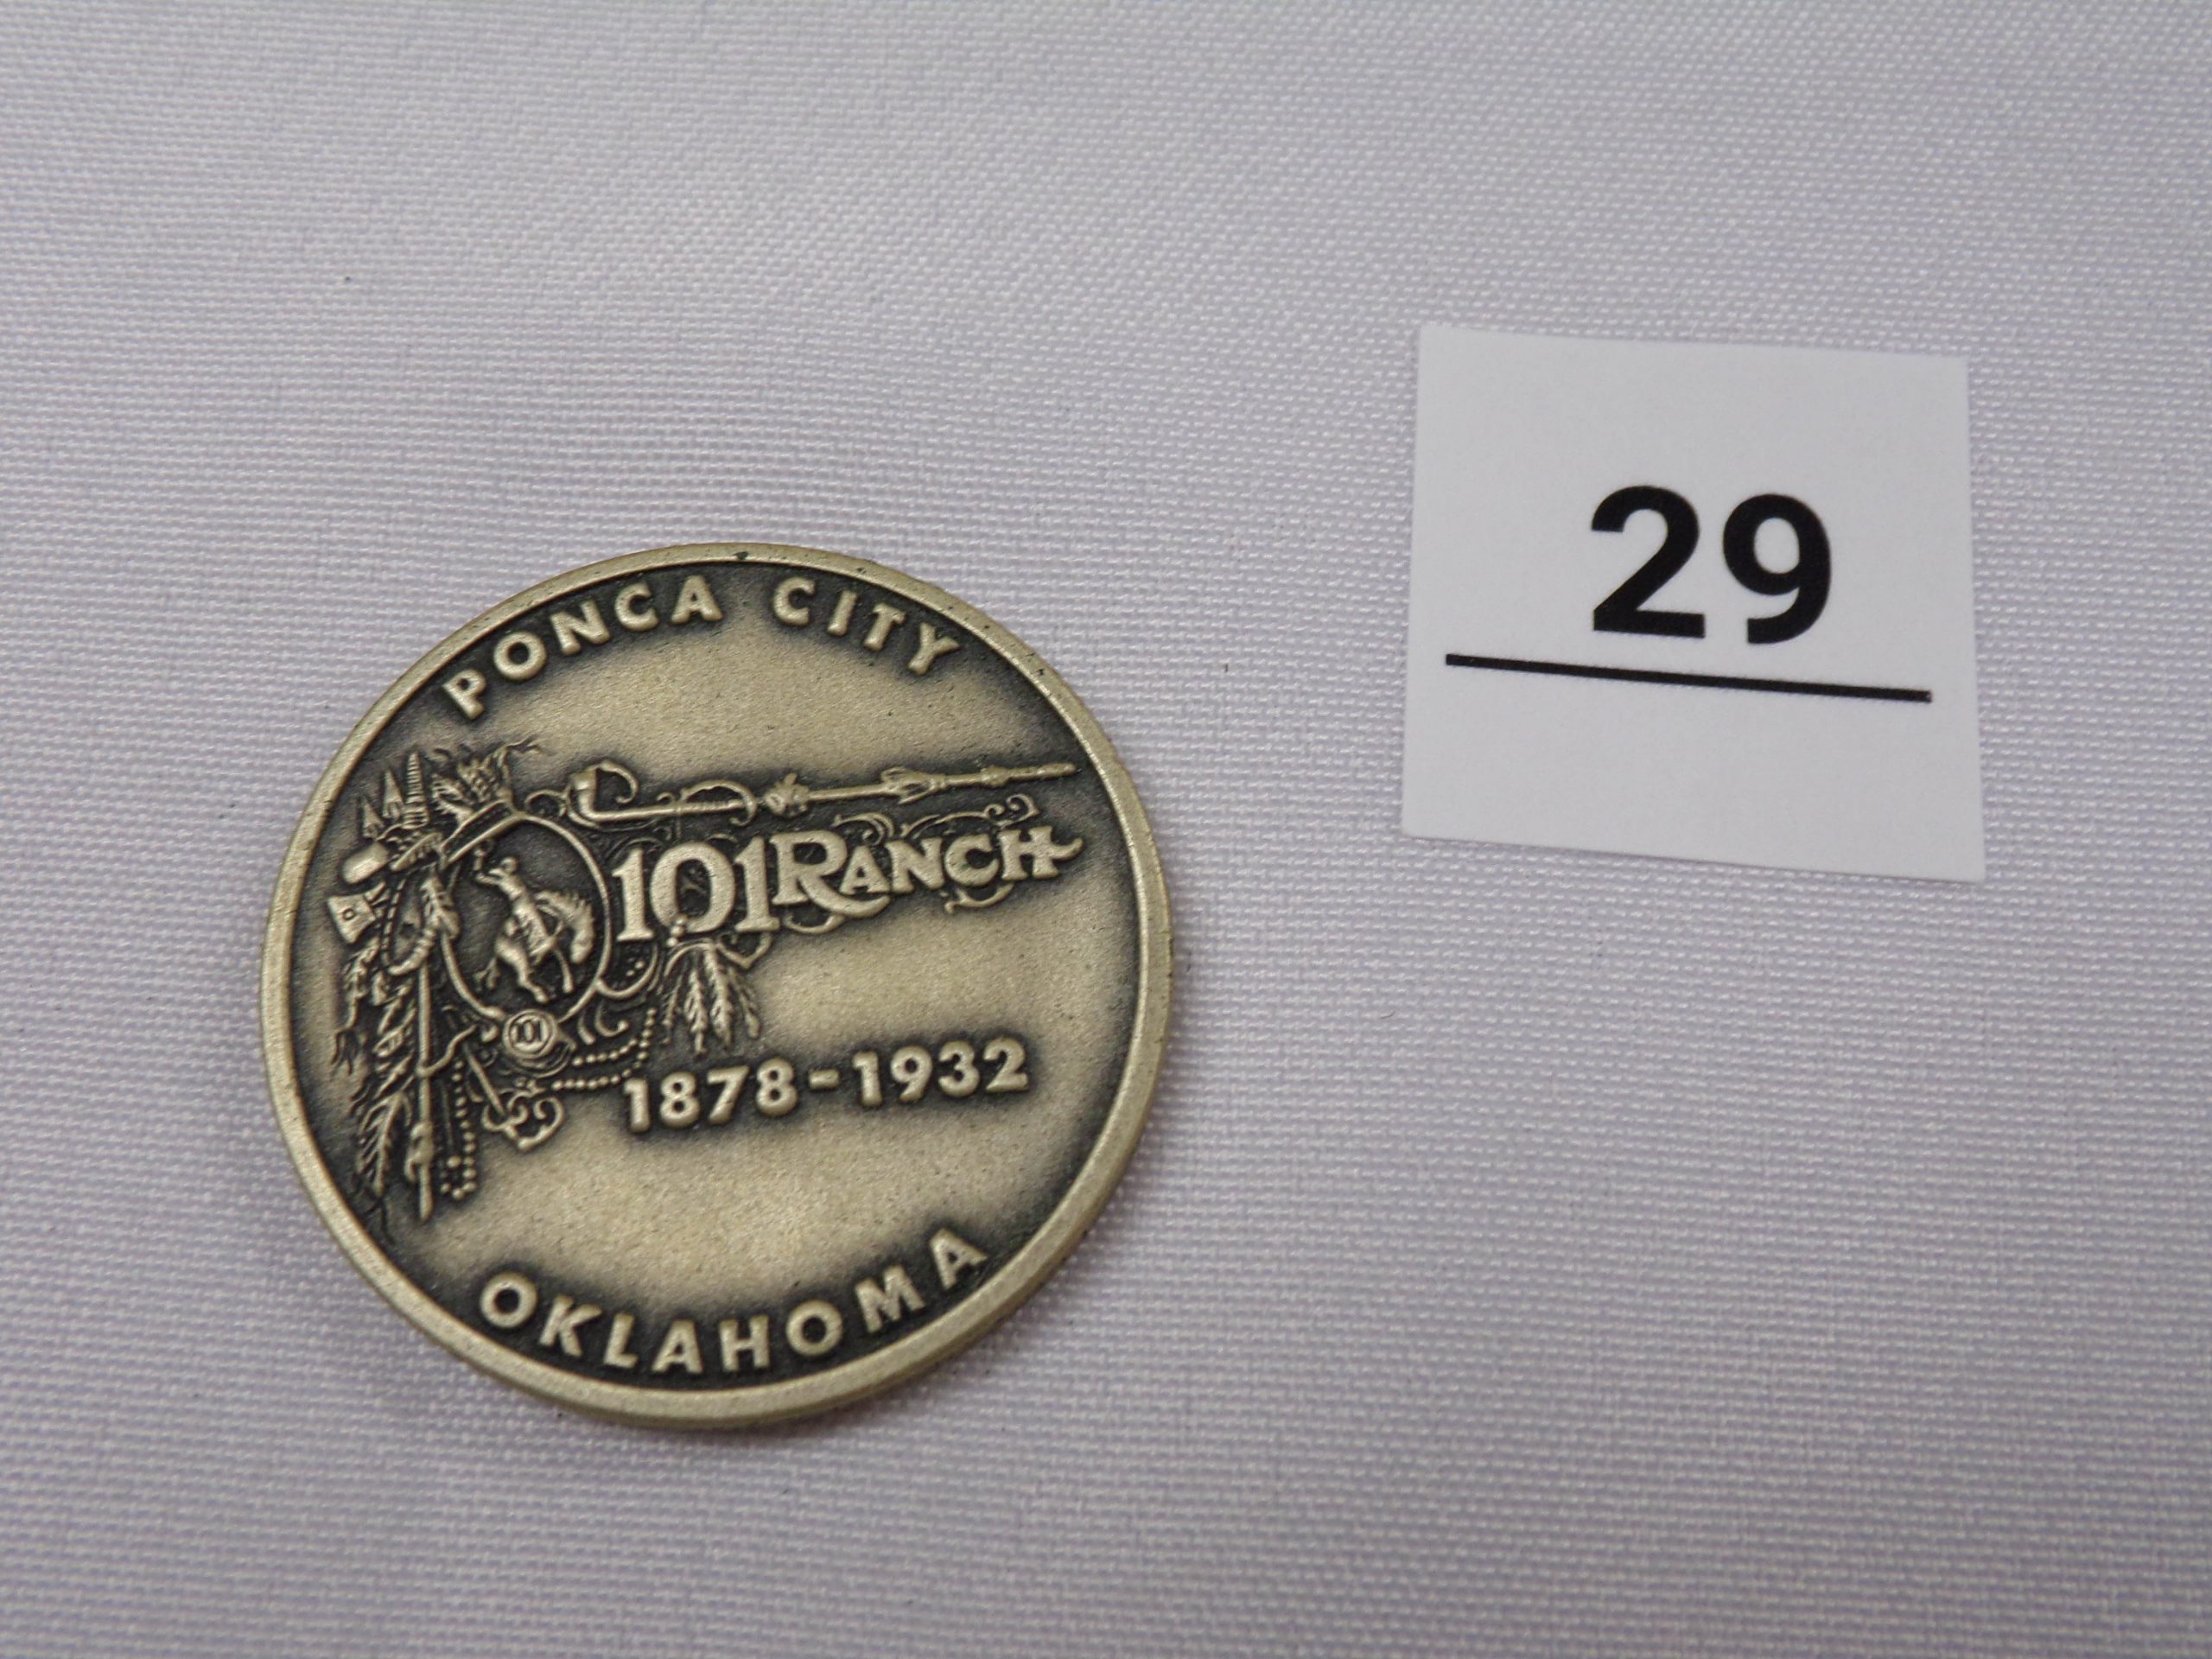 PONCA CITY
101 RANCH
101
1878-1932
OKLAHOMA
29